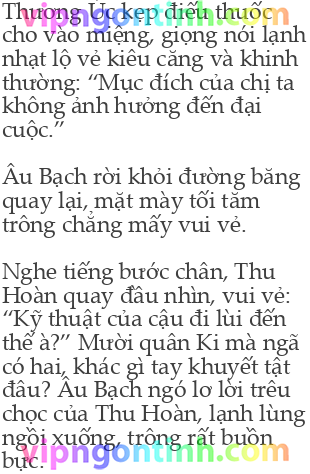 Thương Úc kẹp điếu thuốc
vipngontinh.com
cho vào miệng, giọng nói lạnh
nhạt lộ vẻ kiêu căng và khinh
thường: “Mục đích của chị ta
không ảnh hưởng đến đại
cuộc.”
Âu Bạch rời khỏi đường băng
quay lại, mặt mày tối tăm
trông chẳng mấy vui vẻ.
Nghe tiếng bước chân, Thu
Hoàn quay đầu nhìn, vui vẻ:
“Kỹ thuật của cậu đi lùi đến
thế à?” Mười quân Ki mà ngã
có hai, khác gì tay khuyết tật
đâu? Âu Bạch ngó lơ lời trêu
chọc của Thu Hoàn, lạnh lùng
ngồi xuống, trông rất buồn
vipngontinh.com
bực.